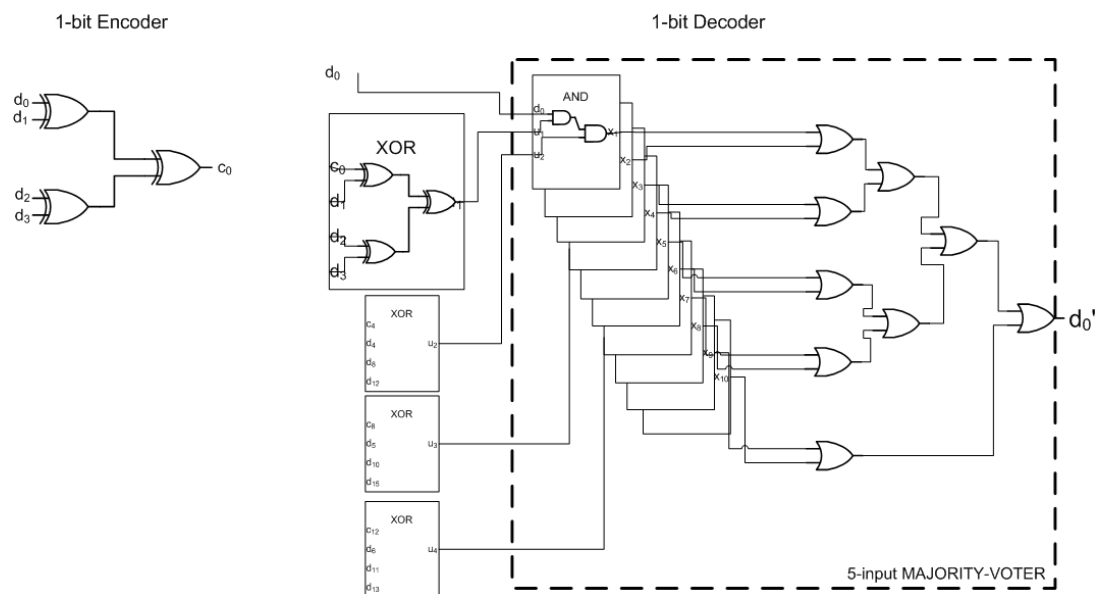 1-bit Encoder
1-bit Decoder
d0
d1
d2
d3
c0
d0
XOR
c0
d1
d2
d3
1
XOR
c4
d4
d8
d12
u2
XOR
c8
d5
d10
d15
u3
XOR
c12
d6
d11
d13
u4
AND
d0
u
u2
x1
x2
x3
x4
x5
x6
x7
x8
x9
x10
d0'
5-input MAJORITY-VOTER